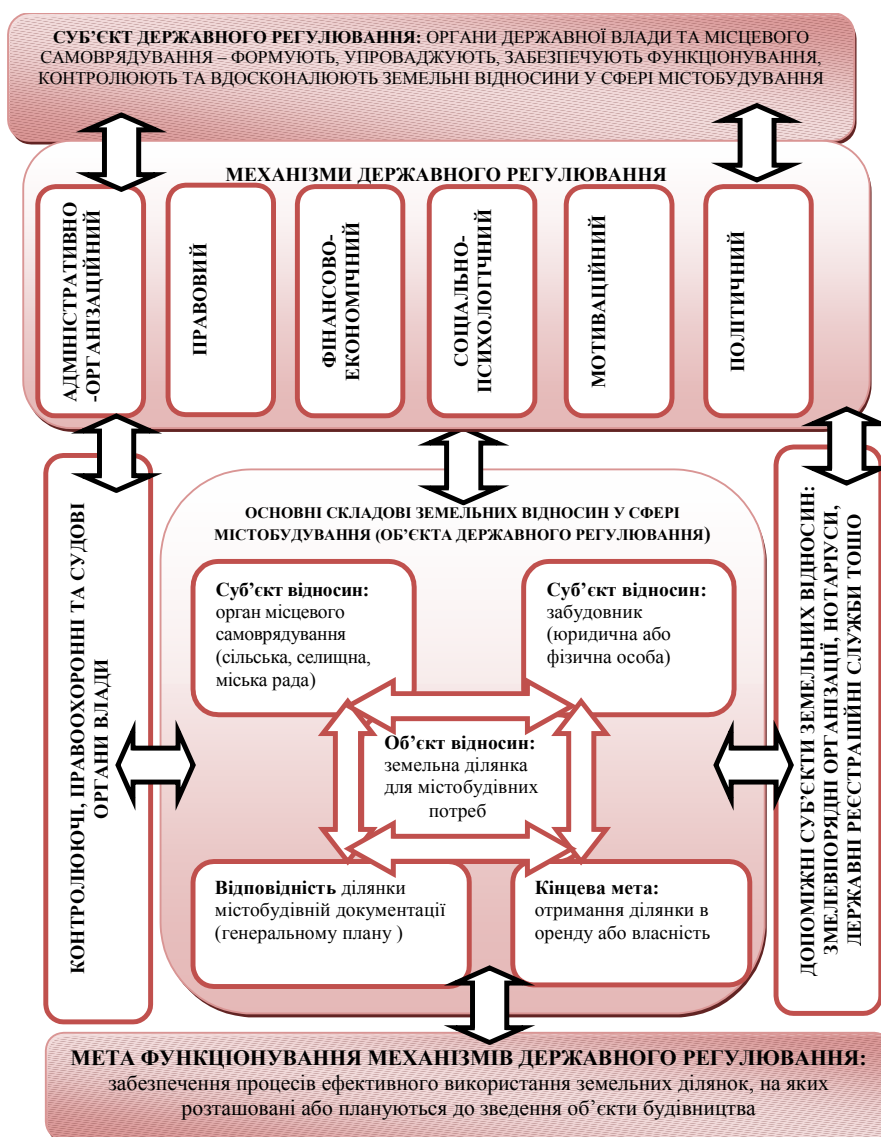 СУБ’ЄКТ ДЕРЖАВНОГО РЕГУЛЮВАННЯ: ОРГАНИ ДЕРЖАВНОЇ ВЛАДИ ТА МІСЦЕВОГО
САМОВРЯДУВАННЯ – ФОРМУЮТЬ, УПРОВАДЖУЮТЬ, ЗАБЕЗПЕЧУЮТЬ ФУНКЦІОНУВАННЯ,
КОНТРОЛЮЮТЬ ТА ВДОСКОНАЛЮЮТЬ ЗЕМЕЛЬНІ ВІДНОСИНИ У СФЕРІ МІСТОБУДУВАННЯ
МЕХАНІЗМИ ДЕРЖАВНОГО РЕГУЛЮВАННЯ
АДМІНІСТРАТИВНО
-ОРГАНІЗАЦІЙНИЙ
ПРАВОВИЙ
ФІНАНСОВО-
ЕКОНОМІЧНИЙ
СОЦІАЛЬНО-
ПСИХОЛОГІЧНИЙ
МОТИВАЦІЙНИЙ
ПОЛІТИЧНИЙ
КОНТРОЛЮЮЧІ, ПРАВООХОРОННІ ТА СУДОВІ
ОРГАНИ ВЛАДИ
ОСНОВНІ СКЛАДОВІ ЗЕМЕЛЬНИХ ВІДНОСИН У СФЕРІ
МІСТОБУДУВАННЯ (ОБ’ЄКТА ДЕРЖАВНОГО РЕГУЛЮВАННЯ)
Суб’єкт відносин:
орган місцевого
самоврядування
(сільська, селищна,
міська рада)
Суб’єкт відносин:
забудовник
(юридична або
фізична особа)
Об’єкт відносин:
земельна ділянка
для містобудівних
потреб
Відповідність ділянки
містобудівній документації
(генеральному плану )
Кінцева мета:
отримання ділянки в
оренду або власність
ДОПОМІЖНІ СУБ’ЄКТИ ЗЕМЕЛЬНИХ ВІДНОСИН:
ЗМЕЛЕВПОРЯДНІ ОРГАНІЗАЦІЇ, НОТАРІУСИ,
ДЕРЖАВНІ РЕЄСТРАЦІЙНІ СЛУЖБИ ТОШО
МЕТА ФУНКЦІОНУВАННЯ МЕХАНІЗМІВ ДЕРЖАВНОГО РЕГУЛЮВАННЯ:
забезпечення процесів ефективного використання земельних ділянок, на яких
розташовані або плануються до зведення об’єкти будівництва